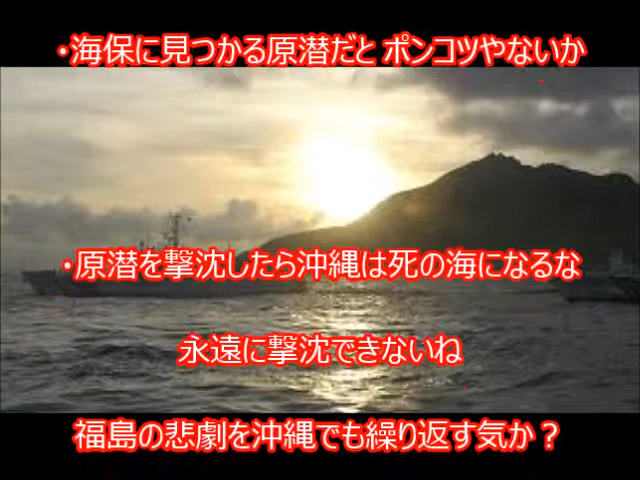 ・海保に見つかる原潜だと ポンコツやないか
・原潜を撃沈したら沖縄は死の海になるな
永遠に撃沈できないね
福島の悲劇を沖縄でも繰り返す気か？